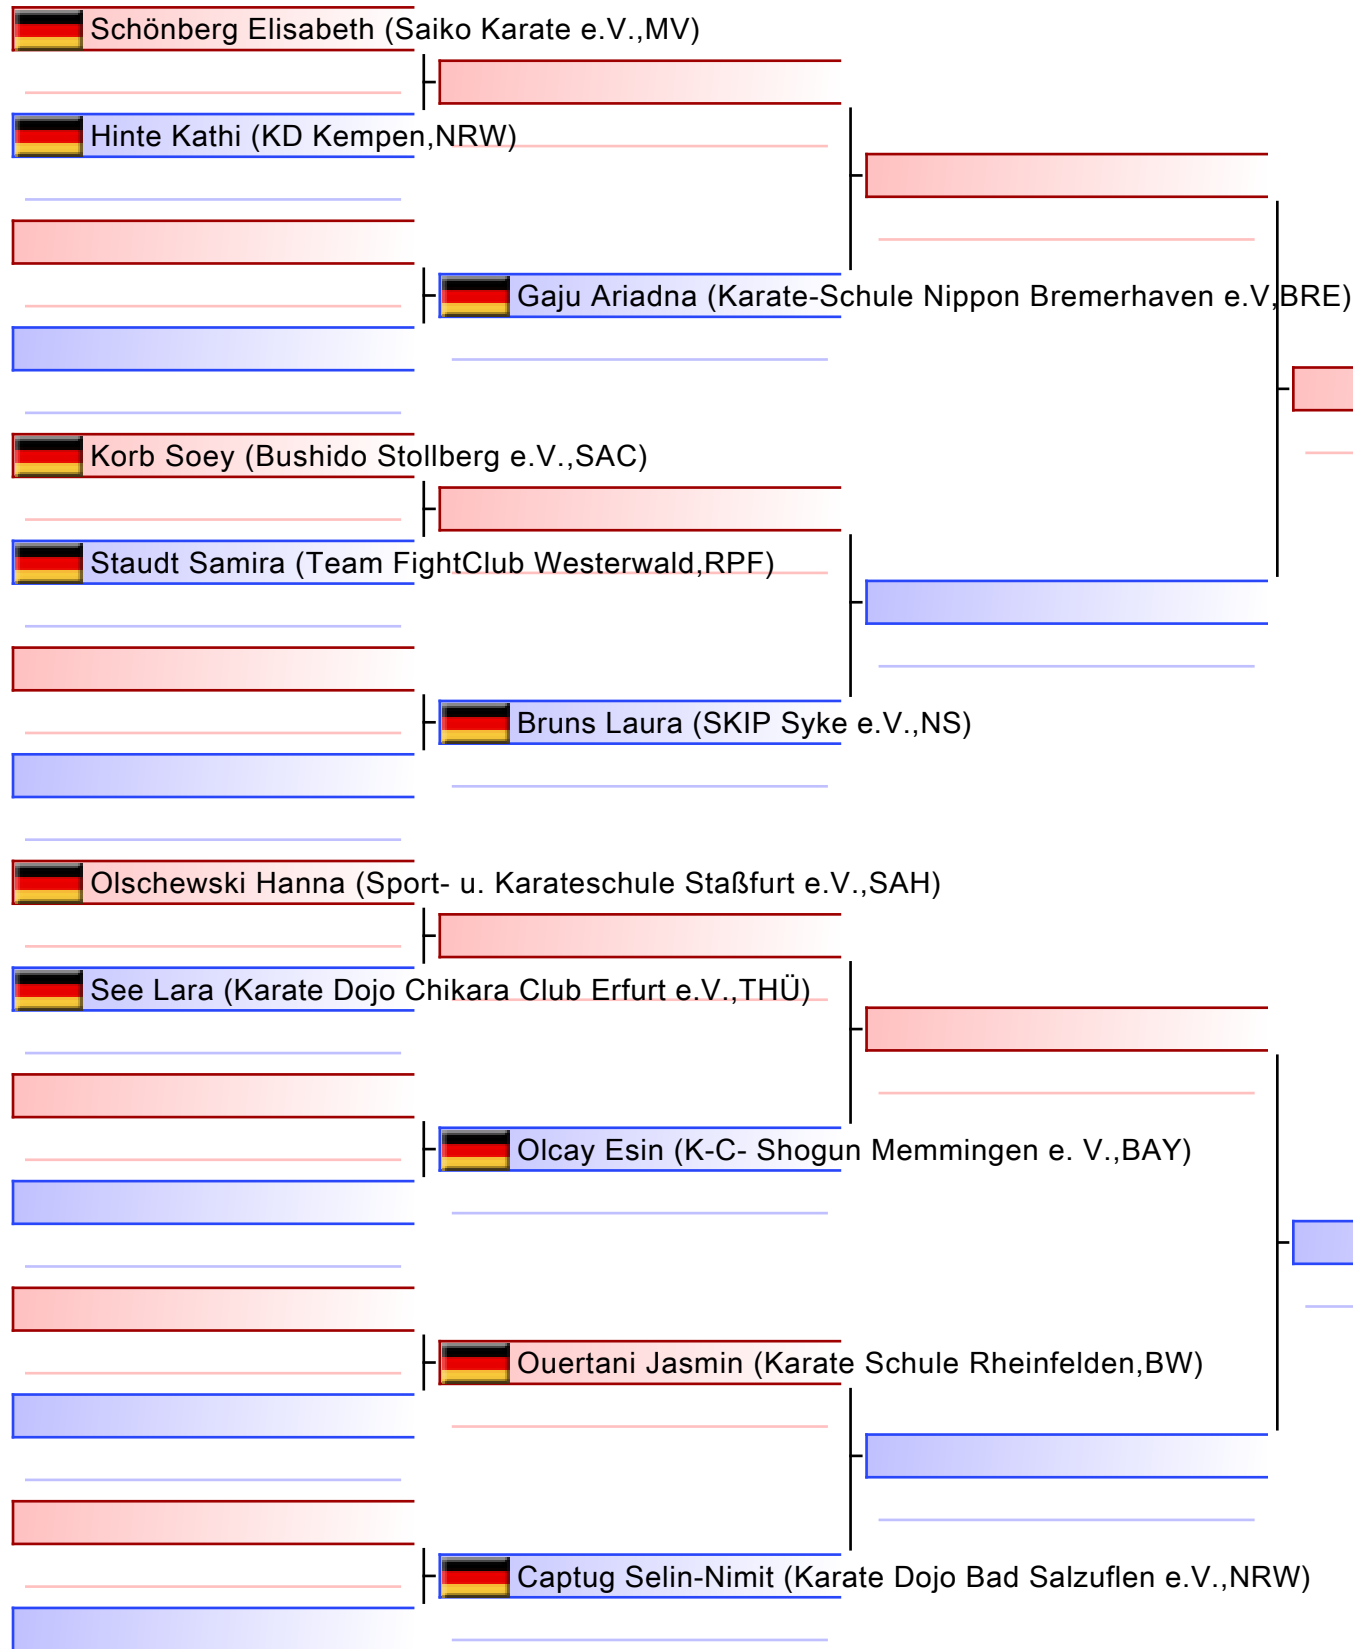 Schönberg Elisabeth (Saiko Karate e.V.,MV)
Hinte Kathi (KD Kempen,NRW)
Gaju Ariadna (Karate-Schule Nippon Bremerhaven e.V,BRE)
Korb Soey (Bushido Stollberg e.V.,SAC)
Staudt Samira (Team FightClub Westerwald,RPF)
Bruns Laura (SKIP Syke e.V.,NS)
Olschewski Hanna (Sport- u. Karateschule Staßfurt e.V.,SAH)
See Lara (Karate Dojo Chikara Club Erfurt e.V.,THÜ)
Olcay Esin (K-C- Shogun Memmingen e. V.,BAY)
Ouertani Jasmin (Karate Schule Rheinfelden,BW)
Captug Selin-Nimit (Karate Dojo Bad Salzuflen e.V.,NRW)